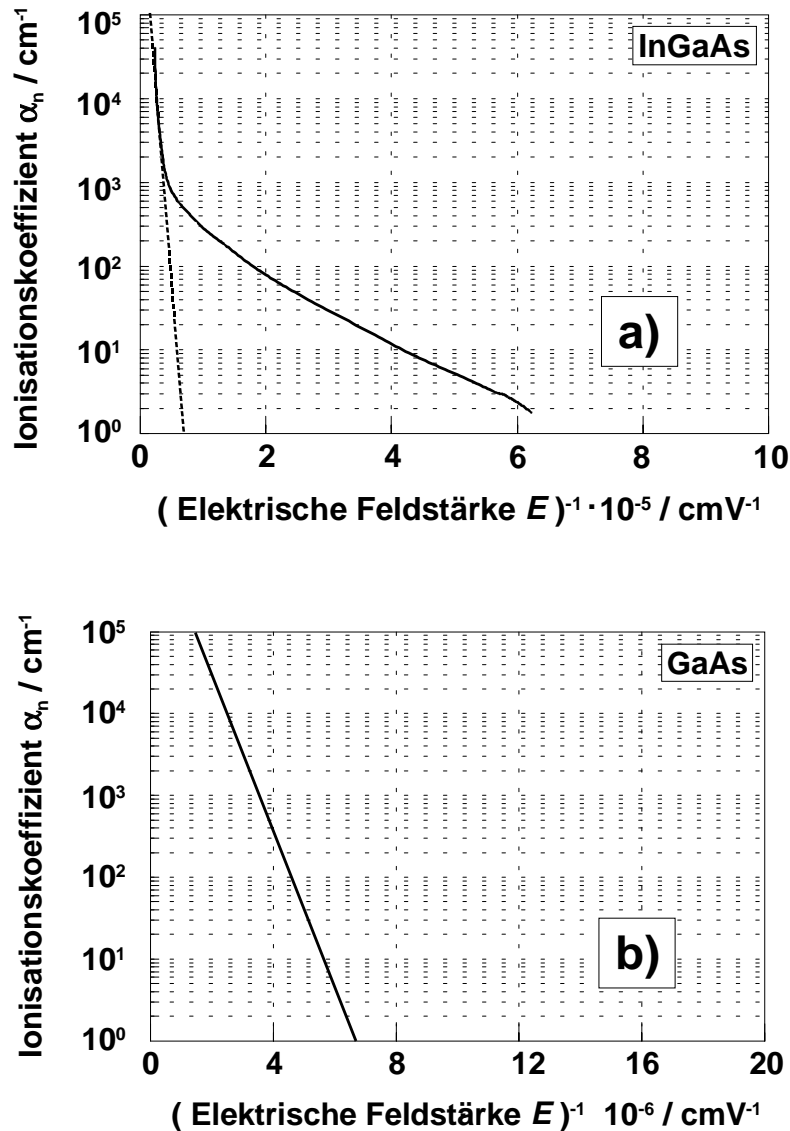 Ionisationskoeffizient αₙ / cm⁻¹
10⁵
10⁴
10³
10²
10¹
10⁰
InGaAs
a)
0 2 4 6 8 10
( Elektrische Feldstärke E )⁻¹ · 10⁻⁵ / cmV⁻¹
Ionisationskoeffizient αₙ / cm⁻¹
10⁵
10⁴
10³
10²
10¹
10⁰
GaAs
b)
0 4 8 12 16 20
( Elektrische Feldstärke E )⁻¹ 10⁻⁶ / cmV⁻¹